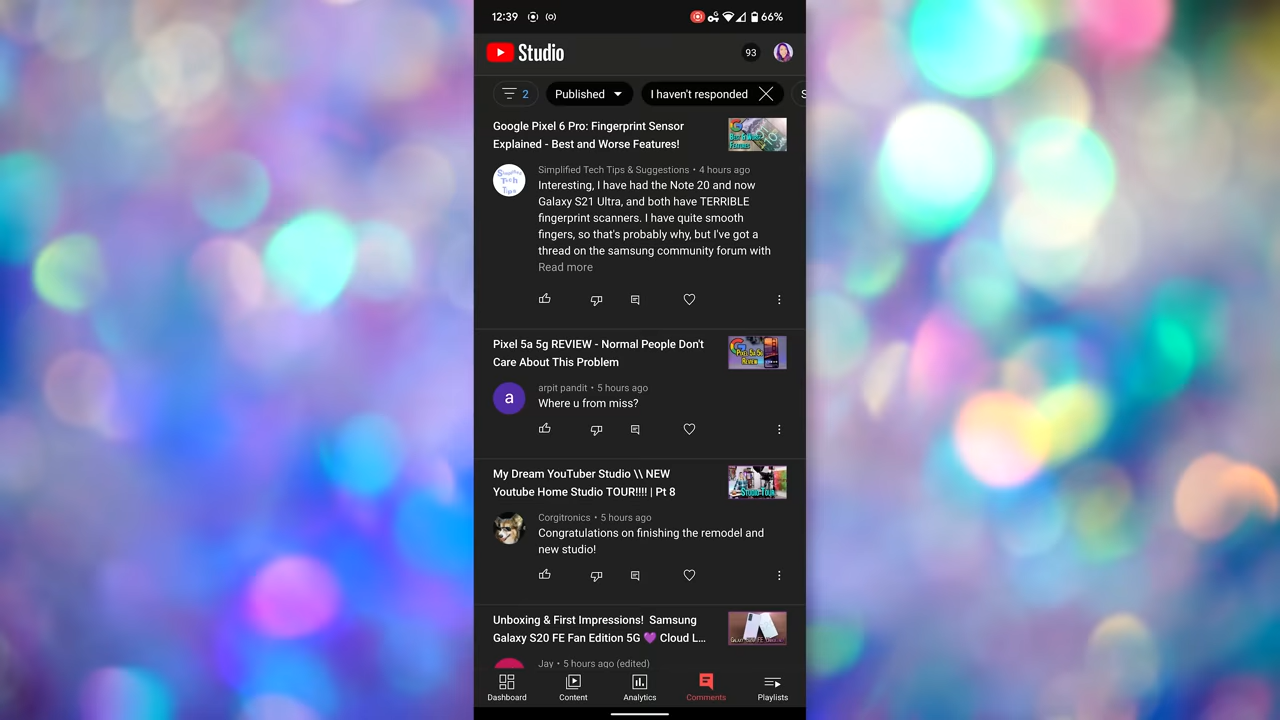 12:39
66%
Studio
93
2
Published
I haven't responded
S
Google Pixel 6 Pro: Fingerprint Sensor
Explained - Best and Worse Features!
Simplified Tech Tips & Suggestions • 4 hours ago
Interesting, I have had the Note 20 and now
Galaxy S21 Ultra, and both have TERRIBLE
fingerprint scanners. I have quite smooth
fingers, so that's probably why, but I've got a
thread on the samsung community forum with
Read more
Pixel 5a 5g REVIEW - Normal People Don't
Care About This Problem
Pixel 5a 5G
Review
a
arpit pandit • 5 hours ago
Where u from miss?
My Dream YouTuber Studio \\ NEW
Youtube Home Studio TOUR!!!! | Pt 8
Studio Tour
Corgitronics • 5 hours ago
Congratulations on finishing the remodel and
new studio!
Unboxing & First Impressions! Samsung
Galaxy S20 FE Fan Edition 5G 💜 Cloud L...
Jay • 5 hours ago (edited)
Dashboard
Content
Analytics
Comments
Playlists